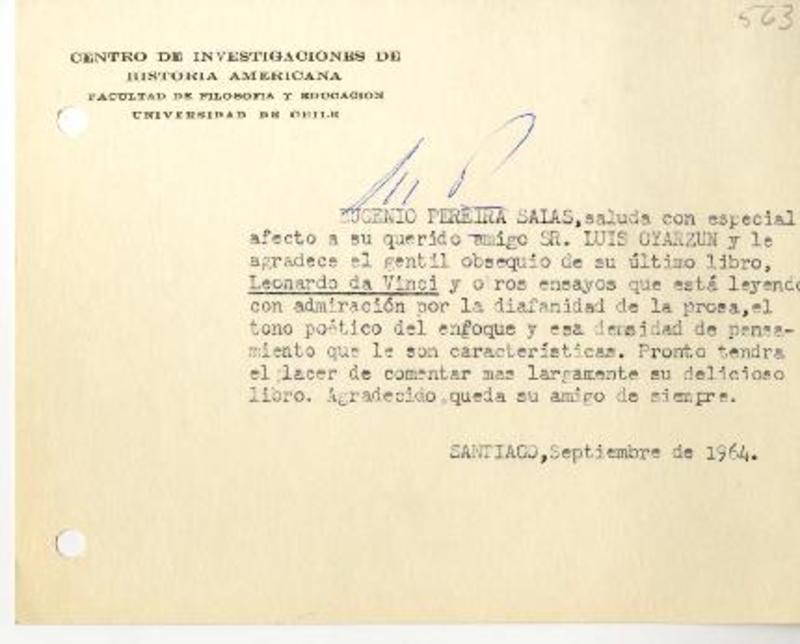 563
CENTRO DE INVESTIGACIONES DE
HISTORIA AMERICANA
FACULTAD DE FILOSOFIA Y EDUCACION
UNIVERSIDAD DE CHILE
EUGENIO PEREIRA SALAS,saluda con especial
afecto a su querido amigo SR. LUIS OYARZUN y le
agradece el gentil obsequio de su último libro,
Leonardo da Vinci y otros ensayos que está leyendo
con admiración por la diafanidad de la prosa,el
tono poético del enfoque y esa densidad de pensa-
miento que le son características. Pronto tendra
el placer de comentar mas largamente su delicioso
libro. Agradecido,queda su amigo de siempre.
SANTIAGO,Septiembre de 1964.